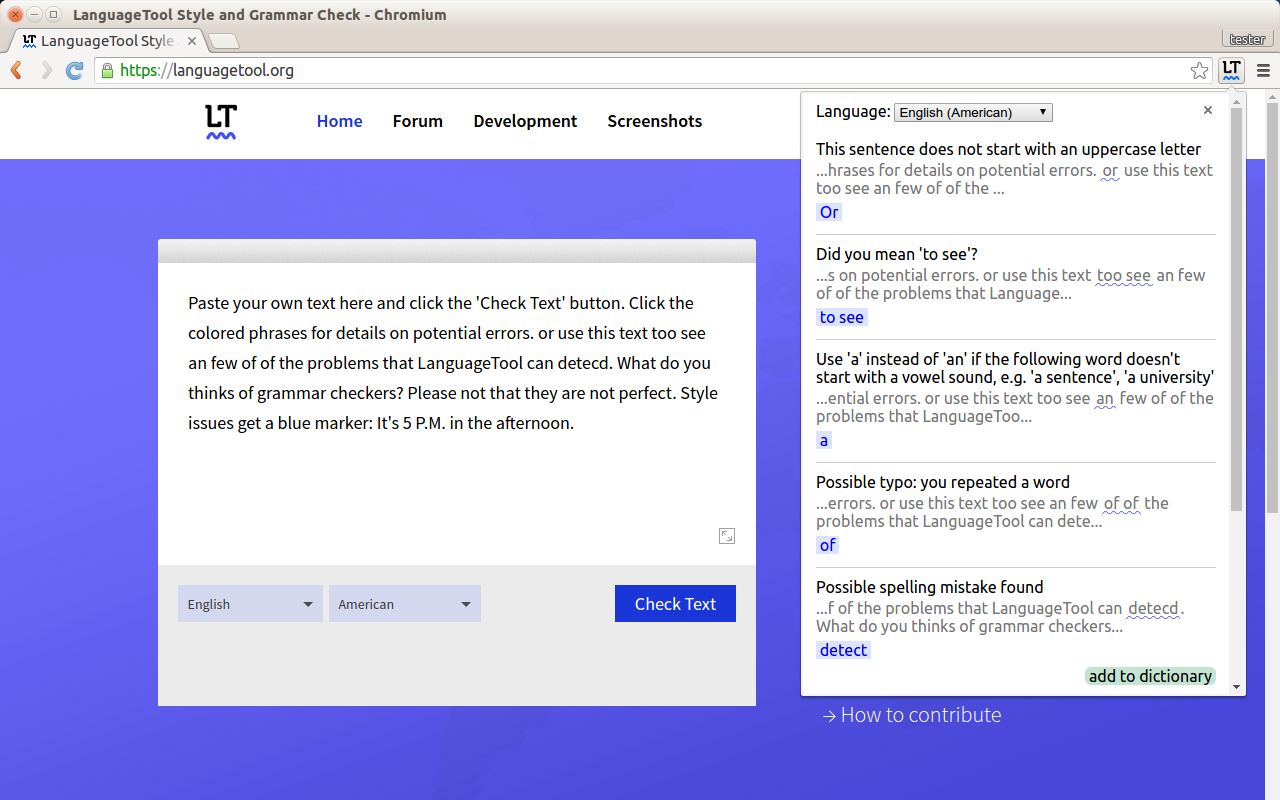 LanguageTool Style and Grammar Check - Chromium
LT LanguageTool Style
tester
https://languagetool.org
LT
LT
Home Forum Development Screenshots
Paste your own text here and click the 'Check Text' button. Click the
colored phrases for details on potential errors. or use this text too see
an few of of the problems that LanguageTool can detecd. What do you
thinks of grammar checkers? Please not that they are not perfect. Style
issues get a blue marker: It's 5 P.M. in the afternoon.
English American Check Text
Language: English (American)
This sentence does not start with an uppercase letter
...hrases for details on potential errors. or use this text
too see an few of of the ...
Or
Did you mean 'to see'?
...s on potential errors. or use this text too see an few
of of the problems that Language...
to see
Use 'a' instead of 'an' if the following word doesn't
start with a vowel sound, e.g. 'a sentence', 'a university'
...ential errors. or use this text too see an few of of the
problems that LanguageToo...
a
Possible typo: you repeated a word
...errors. or use this text too see an few of of the
problems that LanguageTool can dete...
of
Possible spelling mistake found
...f of the problems that LanguageTool can detecd.
What do you thinks of grammar checkers...
detect
add to dictionary
→ How to contribute